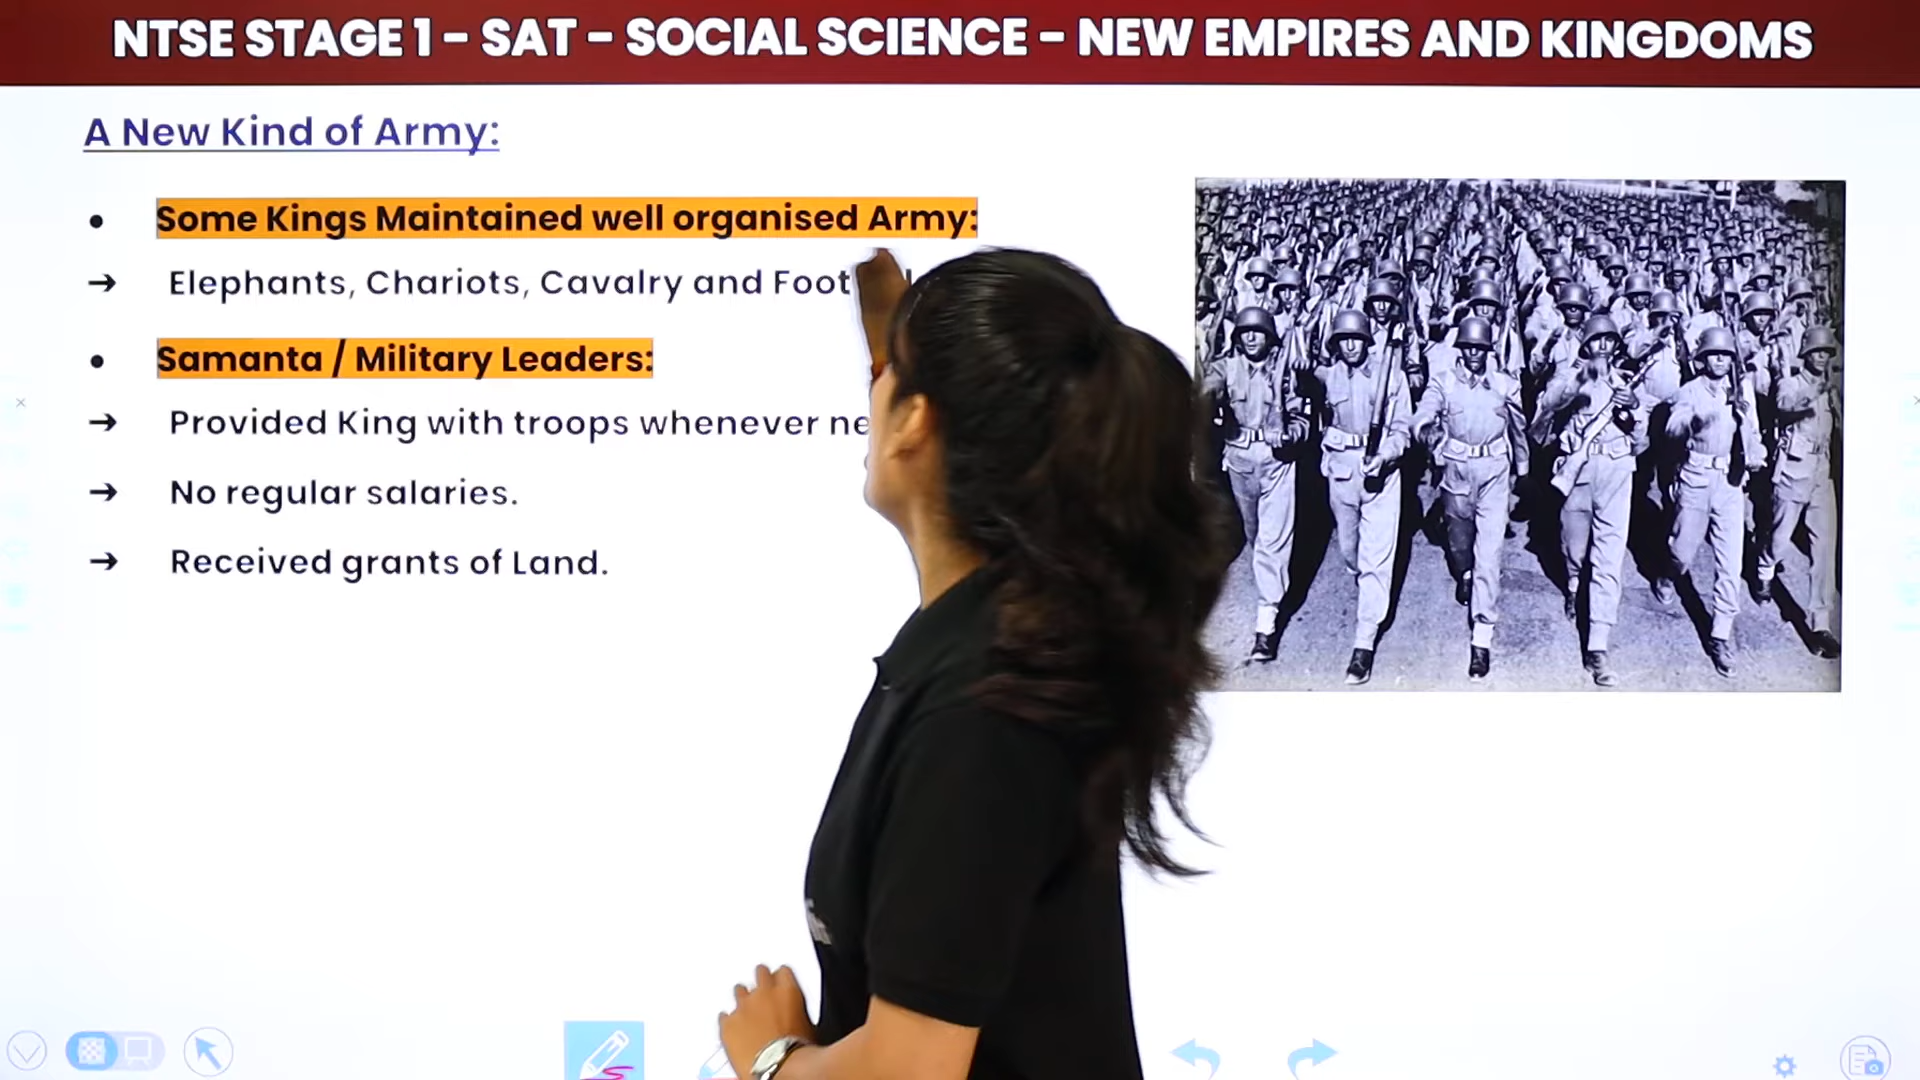 NTSE STAGE 1 - SAT - SOCIAL SCIENCE - NEW EMPIRES AND KINGDOMS
A New Kind of Army:
• Some Kings Maintained well organised Army:
→ Elephants, Chariots, Cavalry and Foot
• Samanta / Military Leaders:
→ Provided King with troops whenever
→ No regular salaries.
→ Received grants of Land.